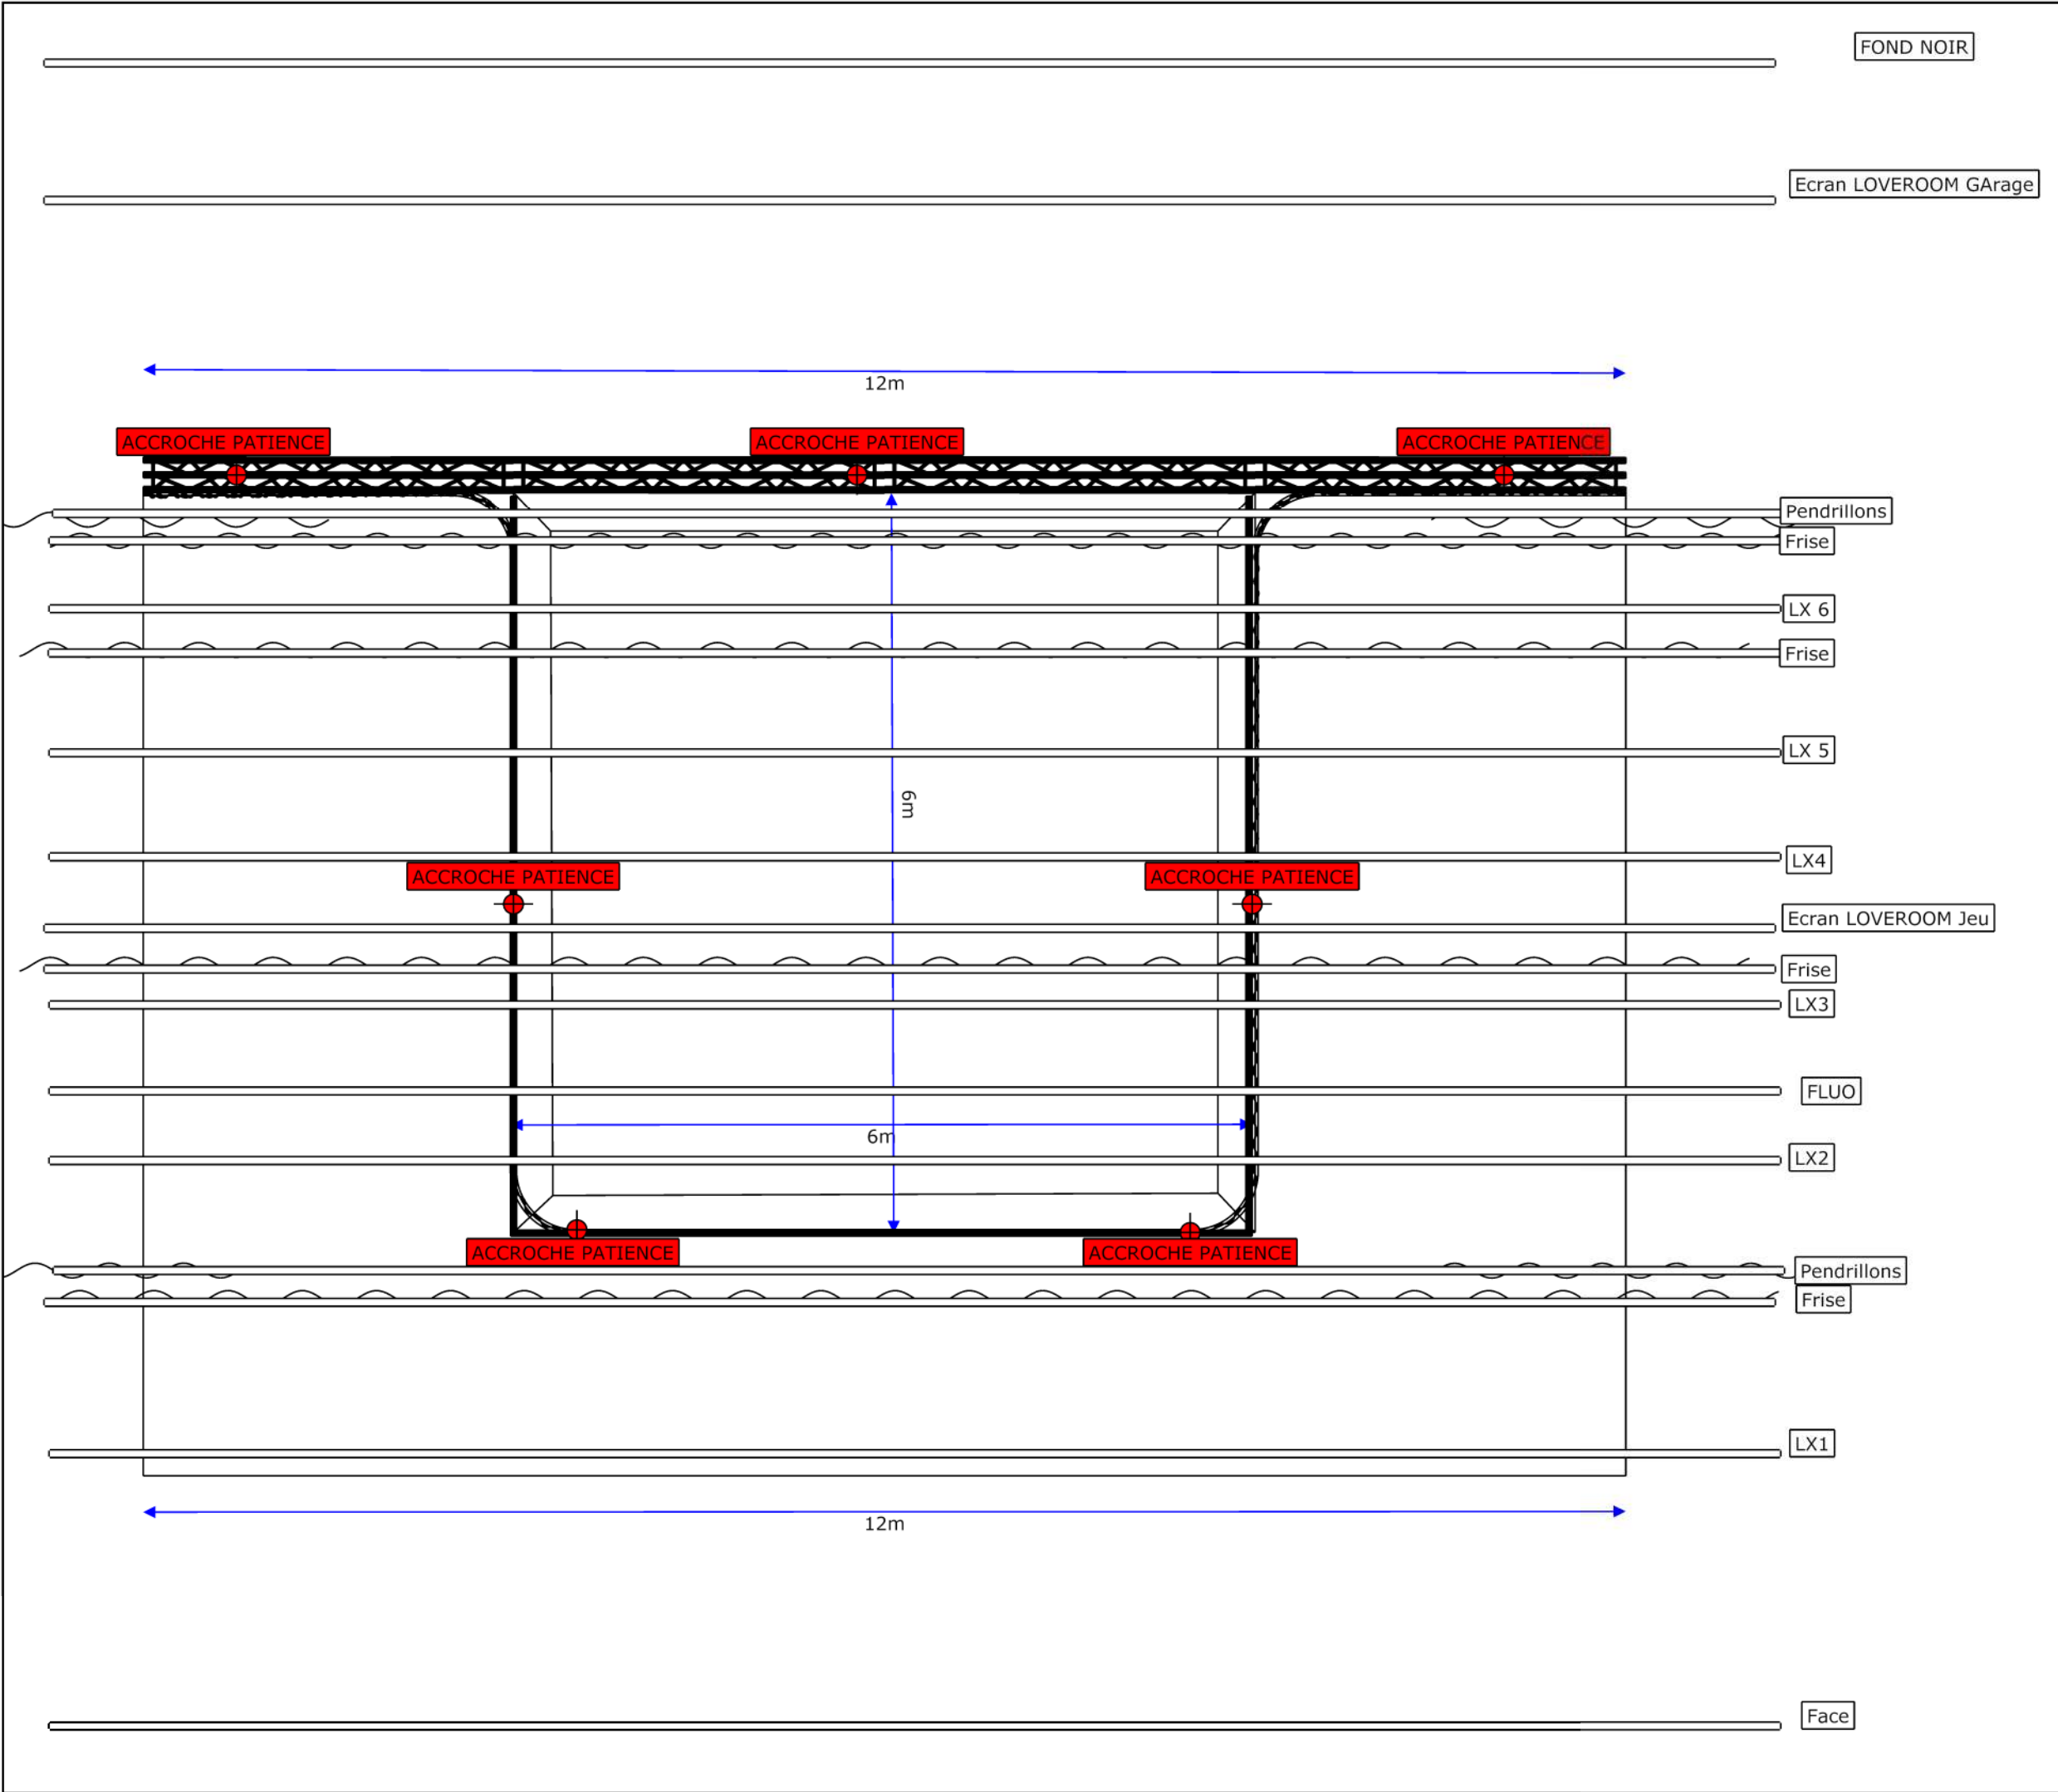 FOND NOIR
Ecran LOVEROOM GArage
12m
ACCROCHE PATIENCE
ACCROCHE PATIENCE
ACCROCHE PATIENCE
Pendrillons
Frise
LX 6
Frise
LX 5
6m
LX4
ACCROCHE PATIENCE
ACCROCHE PATIENCE
Ecran LOVEROOM Jeu
Frise
LX3
FLUO
6m
LX2
ACCROCHE PATIENCE
ACCROCHE PATIENCE
Pendrillons
Frise
LX1
12m
Face